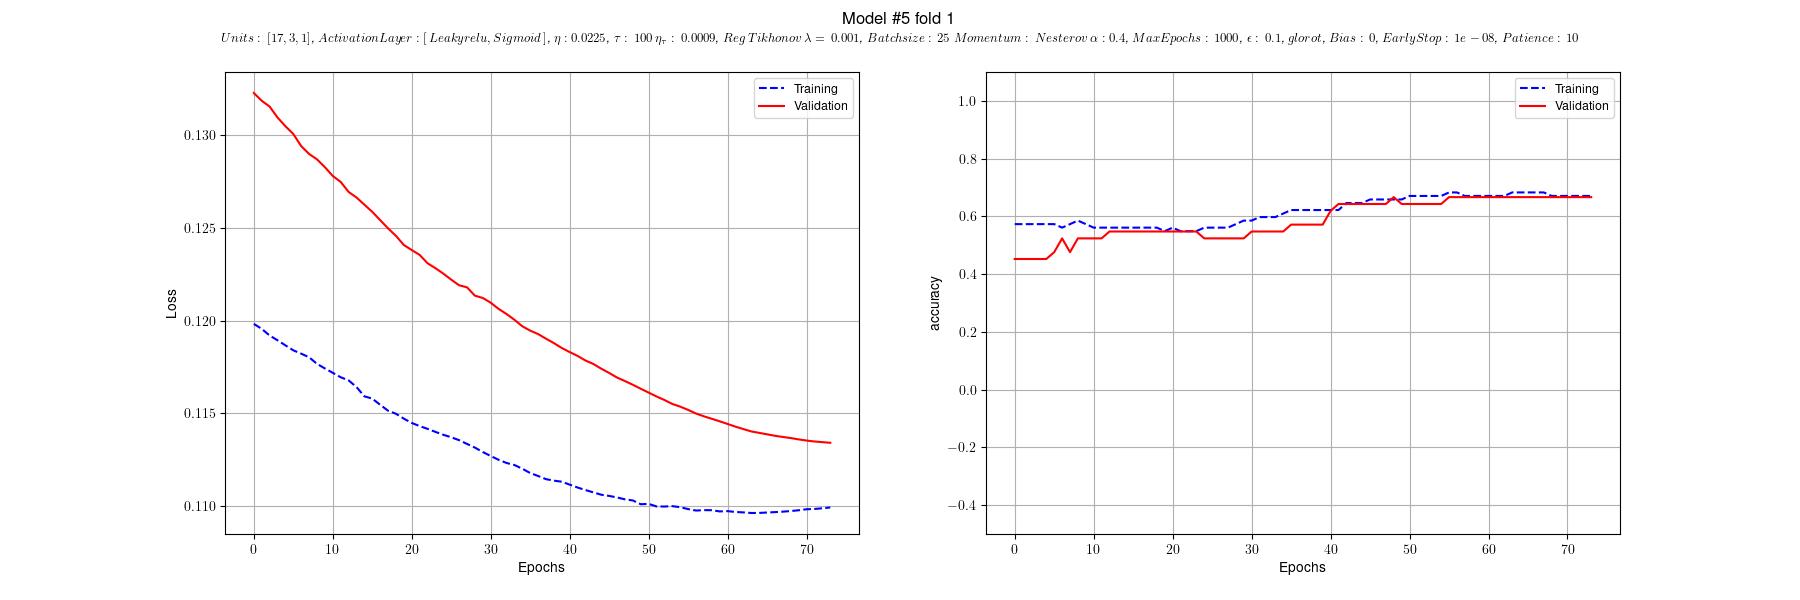 Model #5 fold 1
Units : [17, 3, 1], ActivationLayer : [Leakyrelu, Sigmoid], η : 0.0225, τ : 100 ητ : 0.0009, Reg Tikhonov λ = 0.001, Batchsize : 25 Momentum : Nesterov α : 0.4, MaxEpochs : 1000, ϵ : 0.1, glorot, Bias : 0, EarlyStop : 1e − 08, Patience : 10
Training
Validation
0.130
0.125
0.120
0.115
0.110
Loss
0 10 20 30 40 50 60 70
Epochs
Training
Validation
1.0
0.8
0.6
0.4
0.2
0.0
−0.2
−0.4
accuracy
0 10 20 30 40 50 60 70
Epochs